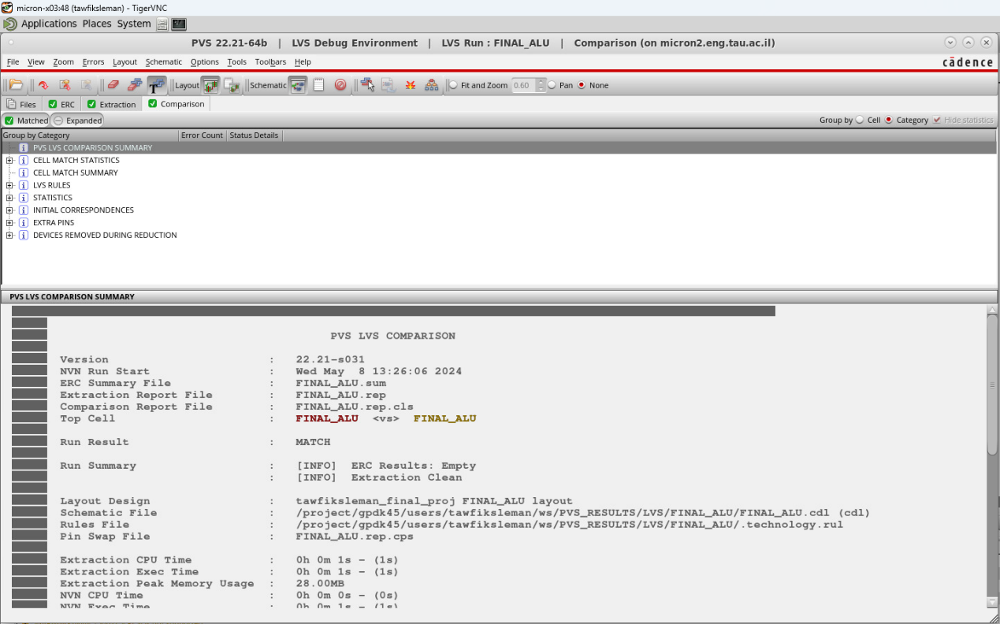 micron-x03:48 (tawfiksleman) - TigerVNC
Applications Places System
PVS 22.21-64b | LVS Debug Environment | LVS Run : FINAL_ALU | Comparison (on micron2.eng.tau.ac.il)
File View Zoom Errors Layout Schematic Options Tools Toolbars Help
cādence
Layout Schematic Fit and Zoom 0.60 Pan None
Files ERC Extraction Comparison
Matched Expanded Group by Cell Category Hide statistics
Group by Category Error Count Status Details
PVS LVS COMPARISON SUMMARY
CELL MATCH STATISTICS
CELL MATCH SUMMARY
LVS RULES
STATISTICS
INITIAL CORRESPONDENCES
EXTRA PINS
DEVICES REMOVED DURING REDUCTION
PVS LVS COMPARISON SUMMARY
PVS LVS COMPARISON
Version : 22.21-s031
NVN Run Start : Wed May 8 13:26:06 2024
ERC Summary File : FINAL_ALU.sum
Extraction Report File : FINAL_ALU.rep
Comparison Report File : FINAL_ALU.rep.cls
Top Cell : FINAL_ALU <vs> FINAL_ALU
Run Result : MATCH
Run Summary : [INFO] ERC Results: Empty
: [INFO] Extraction Clean
Layout Design : tawfiksleman_final_proj FINAL_ALU layout
Schematic File : /project/gpdk45/users/tawfiksleman/ws/PVS_RESULTS/LVS/FINAL_ALU/FINAL_ALU.cdl (cdl)
Rules File : /project/gpdk45/users/tawfiksleman/ws/PVS_RESULTS/LVS/FINAL_ALU/.technology.rul
Pin Swap File : FINAL_ALU.rep.cps
Extraction CPU Time : 0h 0m 1s - (1s)
Extraction Exec Time : 0h 0m 1s - (1s)
Extraction Peak Memory Usage : 28.00MB
NVN CPU Time : 0h 0m 0s - (0s)
NVN Exec Time : 0h 0m 1s - (1s)